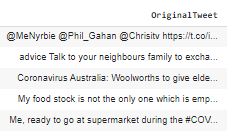 OriginalTweet
@MeNyrbie @Phil_Gahan @Chrisitv https://t.co/i...
advice Talk to your neighbours family to excha...
Coronavirus Australia: Woolworths to give elde...
My food stock is not the only one which is emp...
Me, ready to go at supermarket during the #COV...